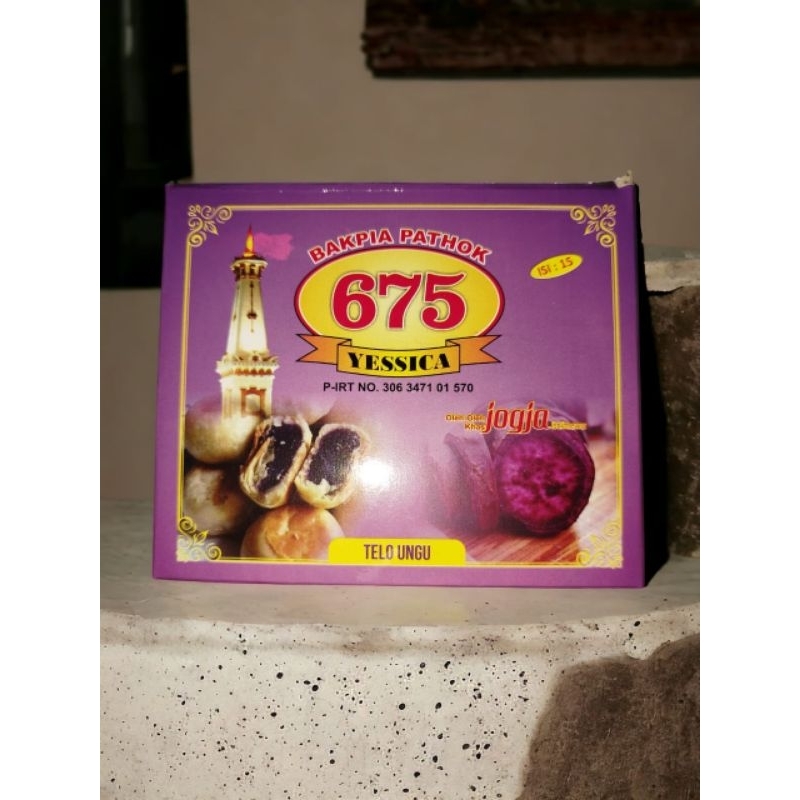 BAKPIA PATHOK
675
YESSICA
ISI : 15
P-IRT NO. 306 3471 01 570
Oleh-Oleh
Khas jogja
TELO UNGU